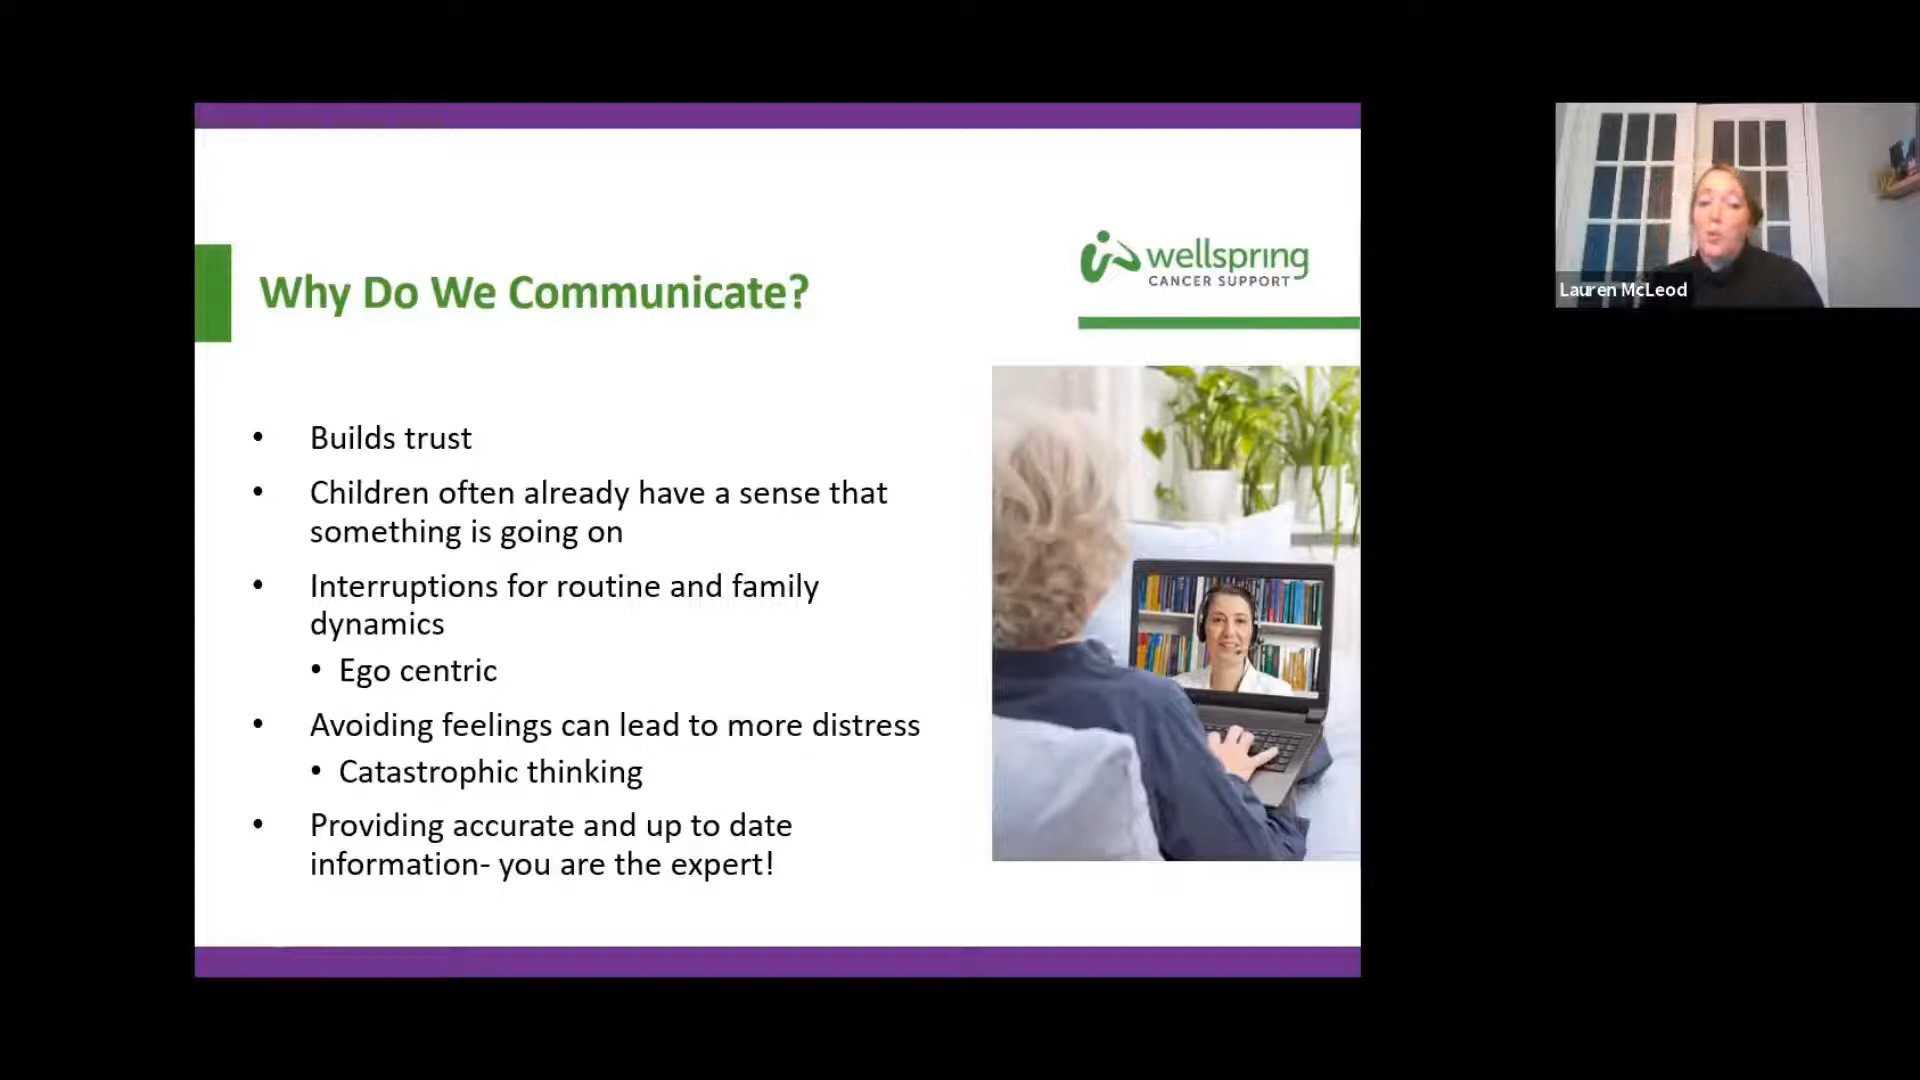 wellspring
CANCER SUPPORT
Why Do We Communicate?
• Builds trust
• Children often already have a sense that
something is going on
• Interruptions for routine and family
dynamics
• Ego centric
• Avoiding feelings can lead to more distress
• Catastrophic thinking
• Providing accurate and up to date
information- you are the expert!
Lauren McLeod